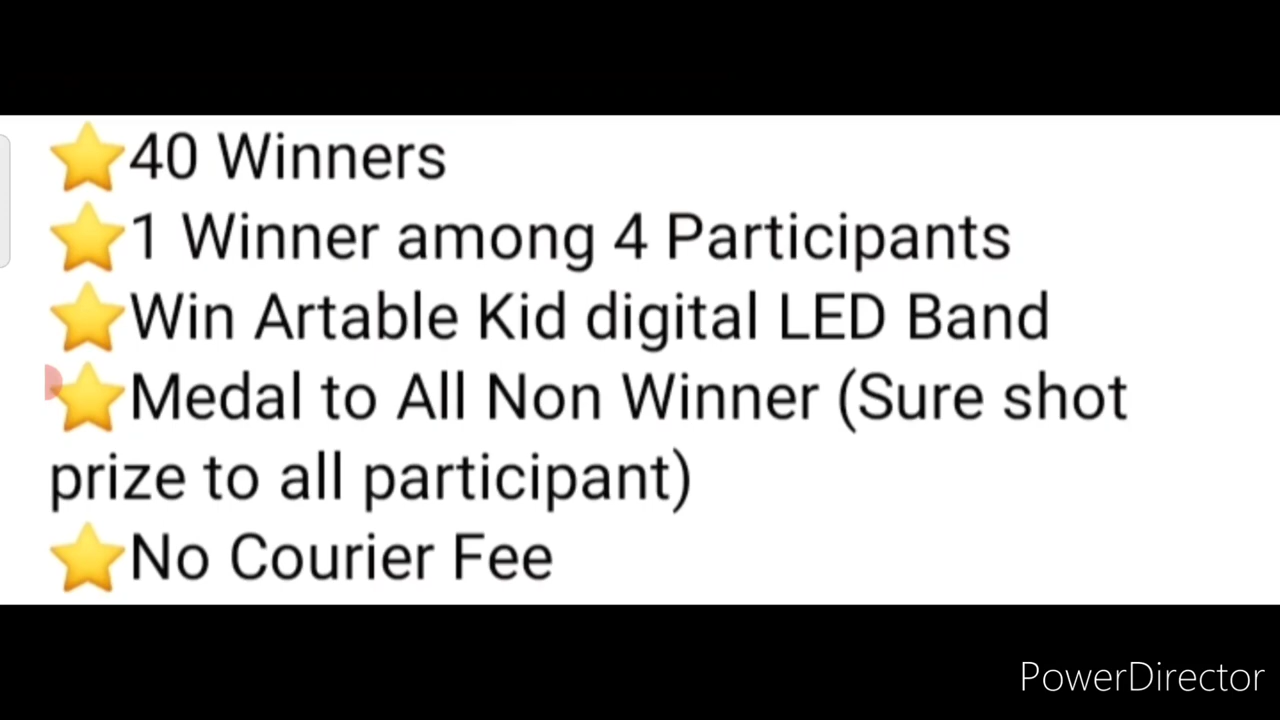 ⭐40 Winners
⭐1 Winner among 4 Participants
⭐Win Artable Kid digital LED Band
⭐Medal to All Non Winner (Sure shot
prize to all participant)
⭐No Courier Fee
PowerDirector